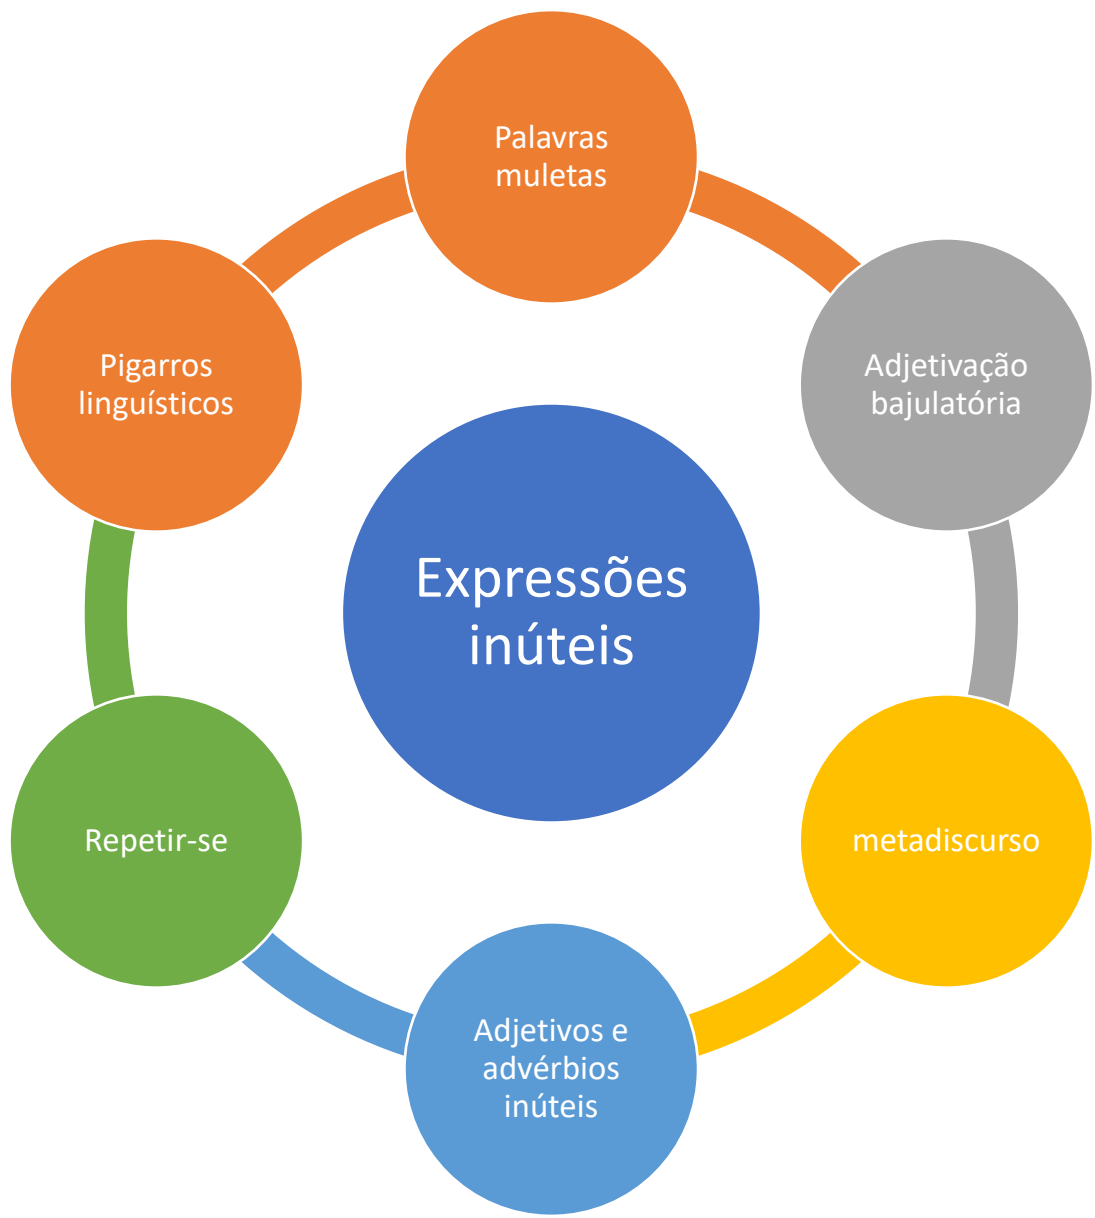 Palavras
muletas
Adjetivação
bajulatória
metadiscurso
Adjetivos e
advérbios
inúteis
Repetir-se
Pigarros
linguísticos
Expressões
inúteis